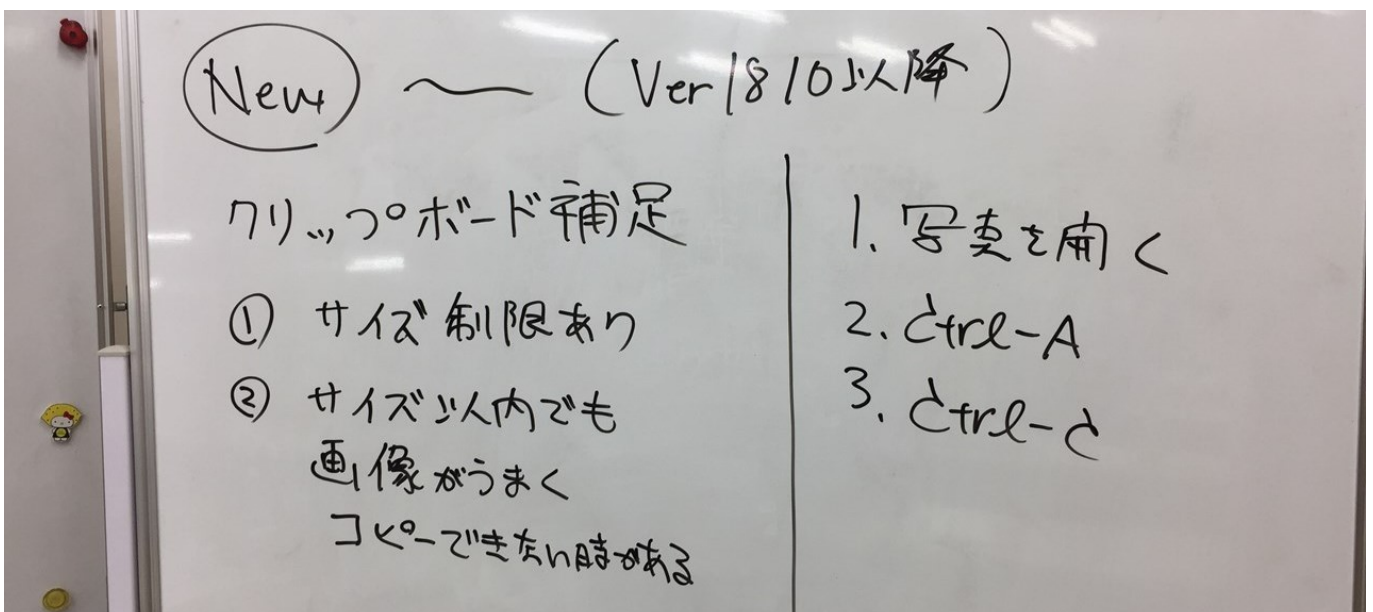 New 〜 (Ver1810以降)
クリップボード補足
① サイズ制限あり
② サイズ以内でも
画像がうまく
コピーできない時がある
1. 写真を開く
2. Ctrl-A
3. Ctrl-C